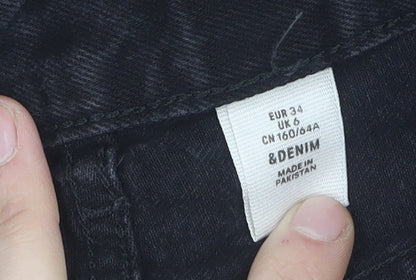 EUR 34
UK 6
CN 160/64A
&DENIM
MADE IN
PAKISTAN